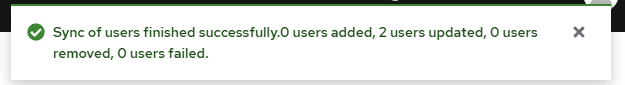 Sync of users finished successfully.0 users added, 2 users updated, 0 users
removed, 0 users failed.